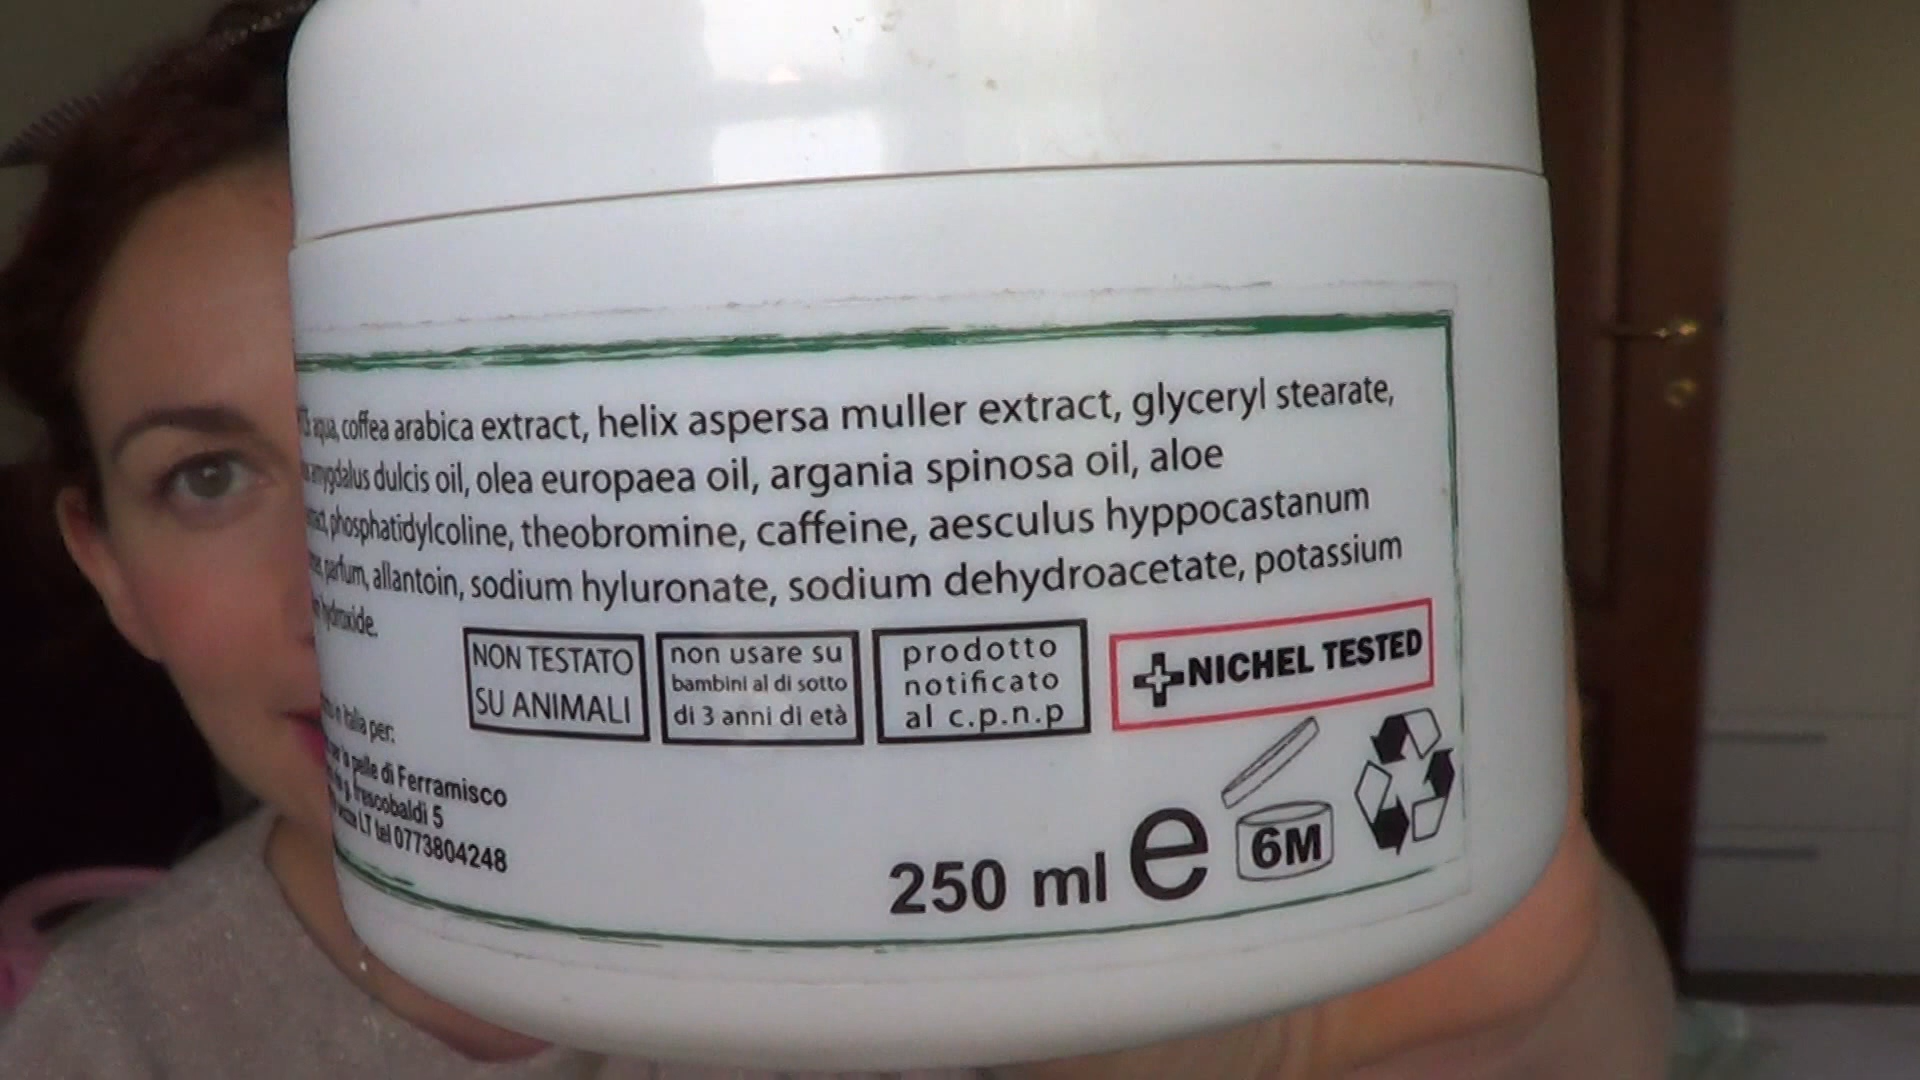 aqua, coffea arabica extract, helix aspersa muller extract, glyceryl stearate,
amygdalus dulcis oil, olea europaea oil, argania spinosa oil, aloe
phosphatidylcoline, theobromine, caffeine, aesculus hyppocastanum
parfum, allantoin, sodium hyluronate, sodium dehydroacetate, potassium
hydroxide.
NON TESTATO
SU ANIMALI
non usare su
bambini al di sotto
di 3 anni di età
prodotto
notificato
al c.p.n.p
NICHEL TESTED
Italia per:
pelle di Ferramisco
frescobaldi 5
LT tel 0773804248
250 ml e
6M